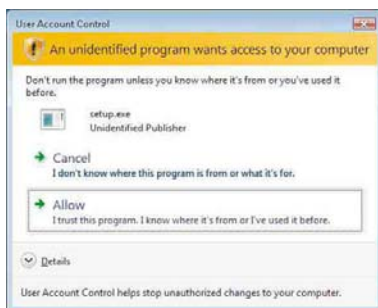 User Account Control
An unidentified program wants access to your computer
Don't run the program unless you know where it's from or you've used it
before.
setup.exe
Unidentified Publisher
Cancel
I don't know where this program is from or what it's for.
Allow
I trust this program. I know where it's from or I've used it before.
Details
User Account Control helps stop unauthorized changes to your computer.